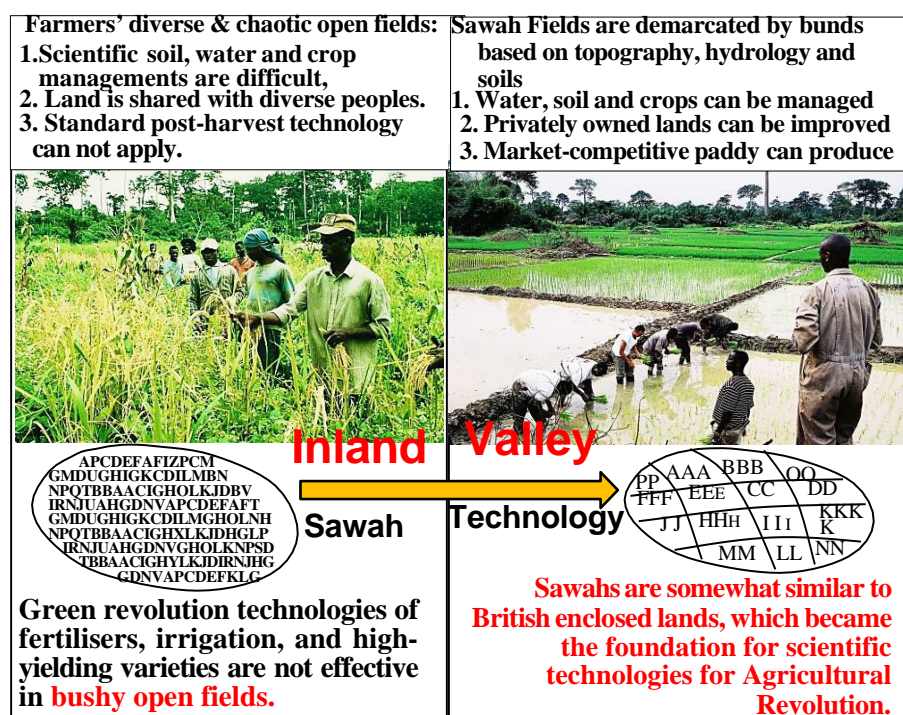 Farmers' diverse & chaotic open fields:
1.Scientific soil, water and crop
managements are difficult,
2. Land is shared with diverse peoples.
3. Standard post-harvest technology
can not apply.
Sawah Fields are demarcated by bunds
based on topography, hydrology and
soils
1. Water, soil and crops can be managed
2. Privately owned lands can be improved
3. Market-competitive paddy can produce
Inland Valley
Sawah Technology
APCDEFAFIZPCM
GMDUGHIGKCDILMBN
NPQTBBAACIGHOLKJDBV
IRNJUAHGDNVAPCDEFAFT
GMDUGHIGKCDILMGHOLNH
NPQTBBAACIGHXLKJDHGLP
IRNJUAHGDNVGHOLKNPSD
TBBAACIGHYLKJDIRNJHG
GDNVAPCDEFKLG
PP AAA BBB OO
FFF EEE CC DD
JJ HHH III KKK
K
MM LL NN
Green revolution technologies of
fertilisers, irrigation, and high-
yielding varieties are not effective
in bushy open fields.
Sawahs are somewhat similar to
British enclosed lands, which became
the foundation for scientific
technologies for Agricultural
Revolution.